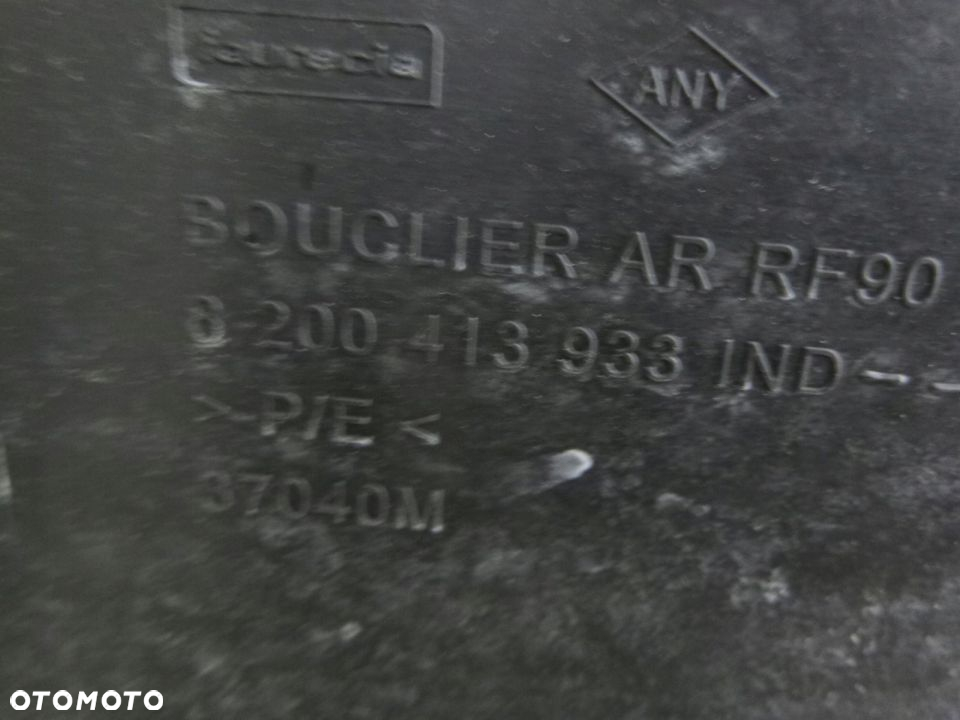 faurecia
ANY
BOUCLIER AR RF90
8 200 413 933 IND - -
> P/E <
37040M
OTOMOTO